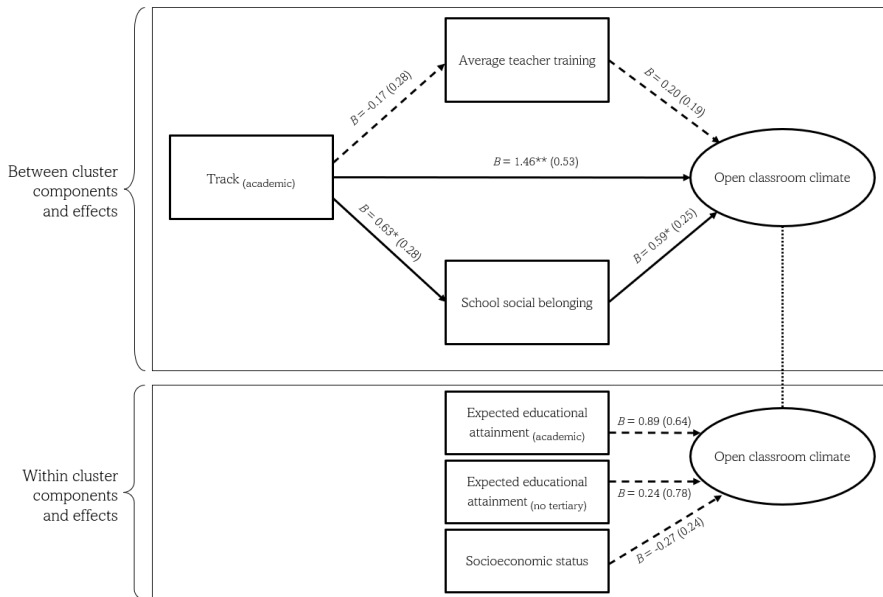 Average teacher training
B = -0.17 (0.28)
B = 0.20 (0.19)
Between cluster
components
and effects
Track (academic)
B = 1.46** (0.53)
Open classroom climate
B = 0.63* (0.28)
B = 0.59* (0.25)
School social belonging
Expected educational
attainment (academic)
B = 0.89 (0.64)
Within cluster
components
and effects
Open classroom climate
Expected educational
attainment (no tertiary)
B = 0.24 (0.78)
Socioeconomic status
B = -0.27 (0.24)